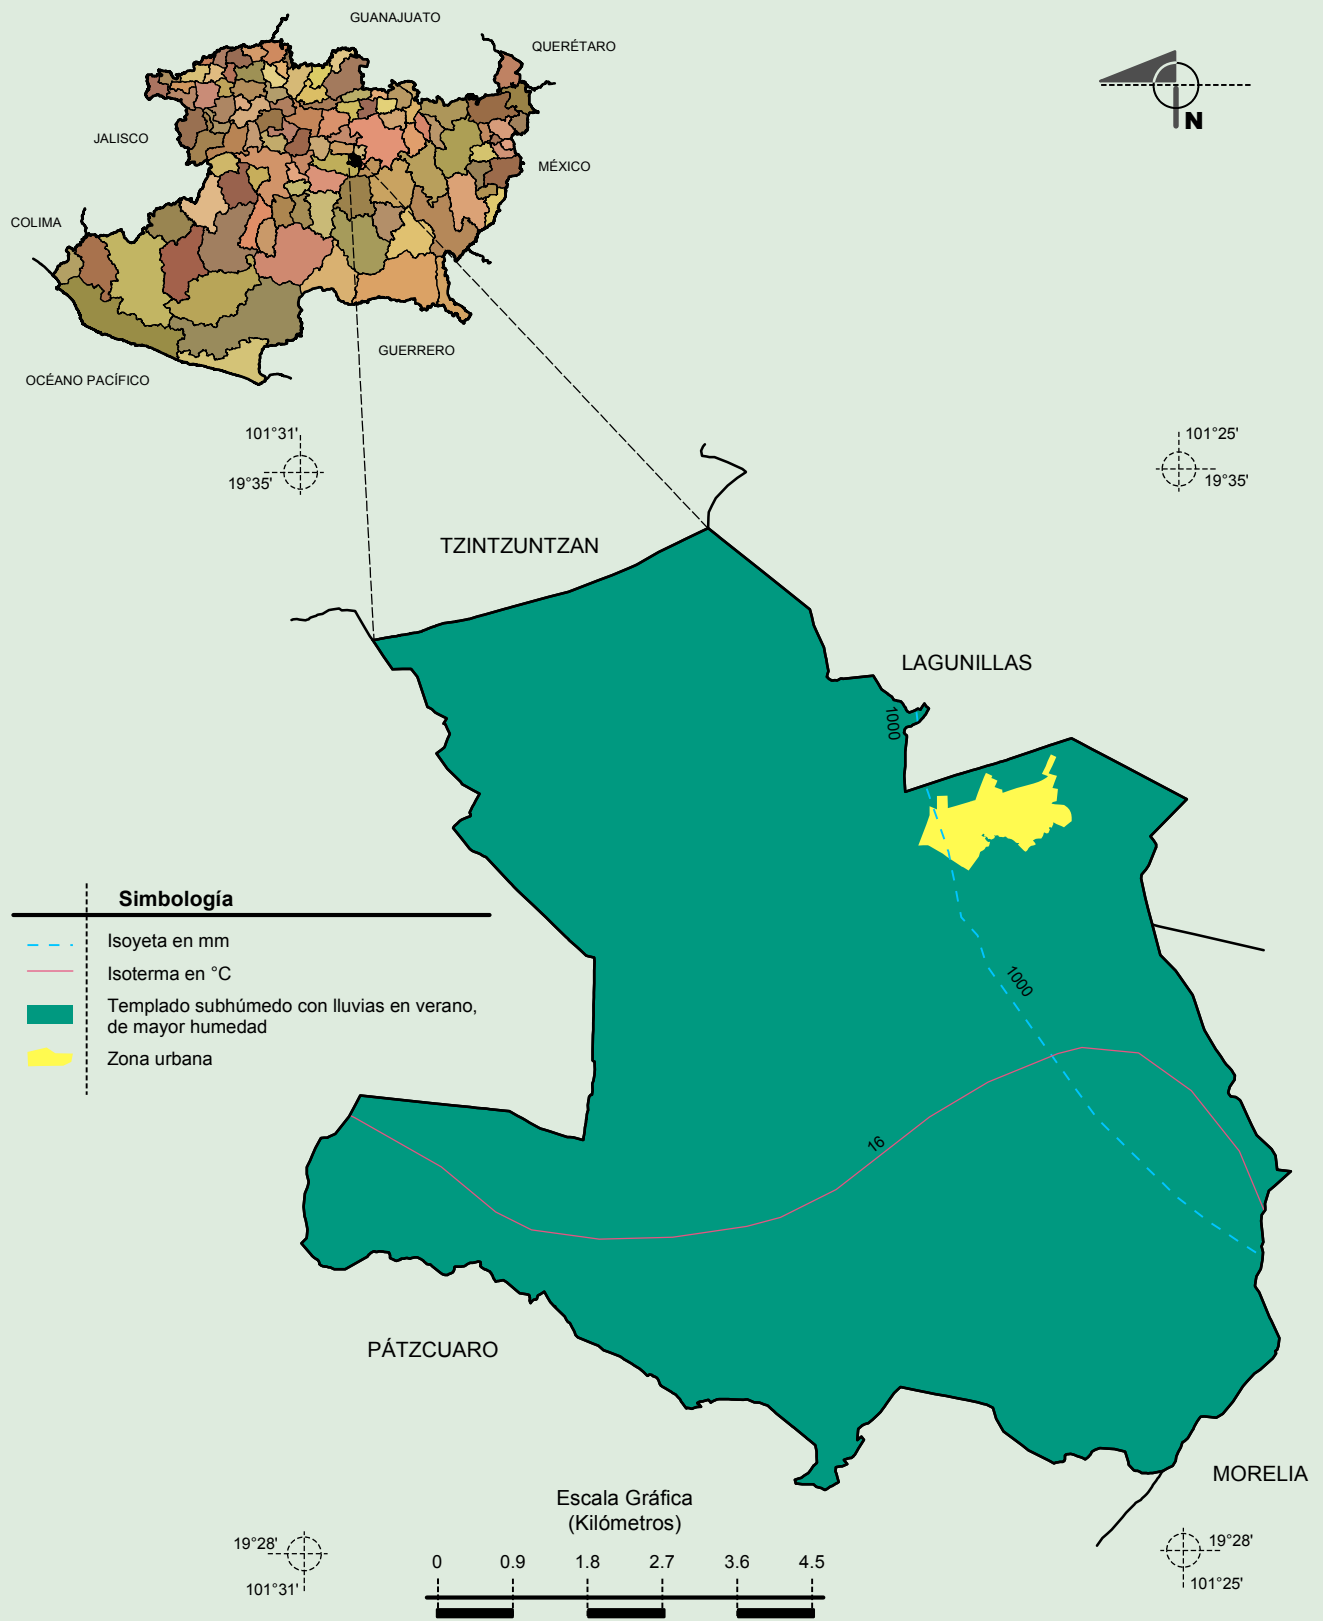 GUANAJUATO
QUERÉTARO
JALISCO
MÉXICO
COLIMA
GUERRERO
OCÉANO PACÍFICO
N
101°31'
19°35'
101°25'
19°35'
TZINTZUNTZAN
LAGUNILLAS
1000
Simbología
Isoyeta en mm
Isoterma en °C
Templado subhúmedo con lluvias en verano,
de mayor humedad
Zona urbana
1000
16
PÁTZCUARO
MORELIA
Escala Gráfica
(Kilómetros)
0 0.9 1.8 2.7 3.6 4.5
19°28'
101°31'
19°28'
101°25'